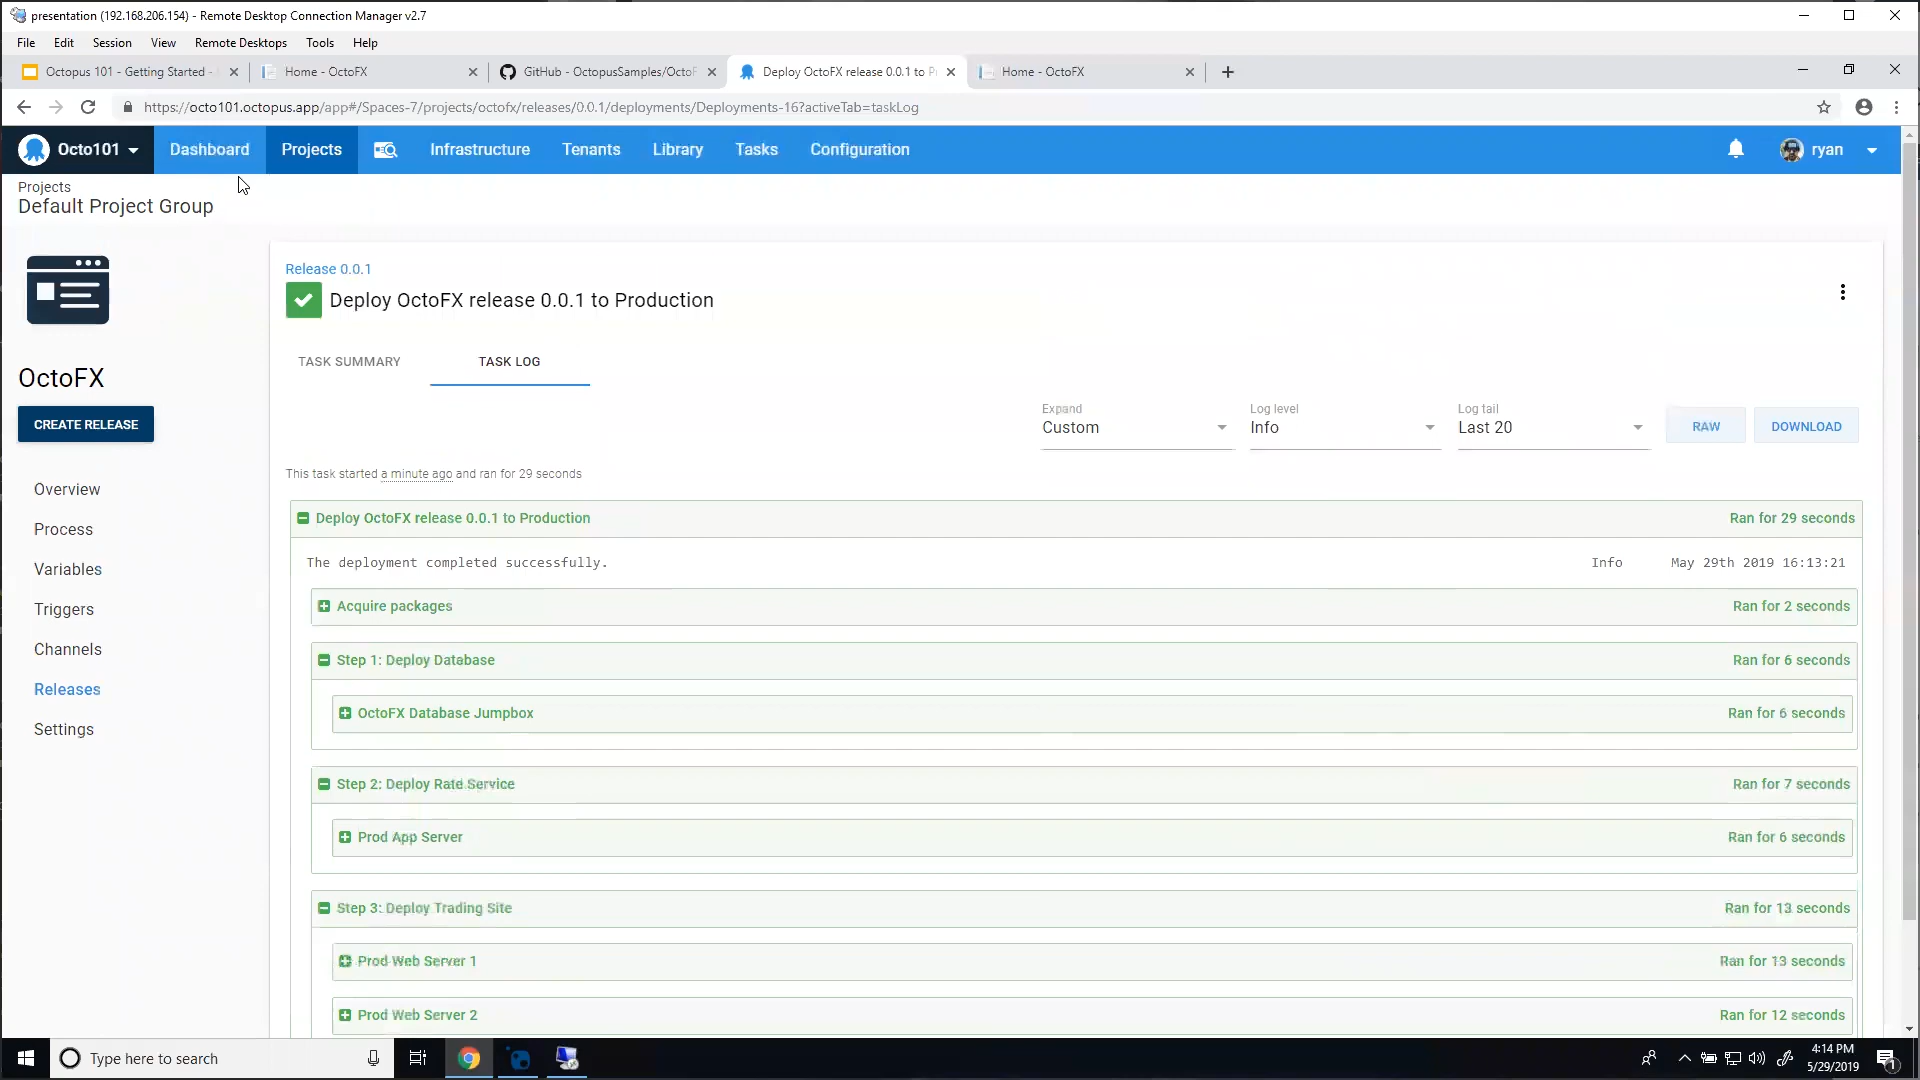 presentation (192.168.206.154) - Remote Desktop Connection Manager v2.7
File Edit Session View Remote Desktops Tools Help
Octopus 101 - Getting Started -
Home - OctoFX
GitHub - OctopusSamples/OctoF
Deploy OctoFX release 0.0.1 to P
Home - OctoFX
https://octo101.octopus.app/app#/Spaces-7/projects/octofx/releases/0.0.1/deployments/Deployments-16?activeTab=taskLog
Octo101 Dashboard Projects Infrastructure Tenants Library Tasks Configuration ryan
Projects
Default Project Group
Release 0.0.1
Deploy OctoFX release 0.0.1 to Production
OctoFX
CREATE RELEASE
Overview
Process
Variables
Triggers
Channels
Releases
Settings
TASK SUMMARY TASK LOG
Expand Log level Log tail
Custom Info Last 20 RAW DOWNLOAD
This task started a minute ago and ran for 29 seconds
Deploy OctoFX release 0.0.1 to Production Ran for 29 seconds
The deployment completed successfully. Info May 29th 2019 16:13:21
Acquire packages Ran for 2 seconds
Step 1: Deploy Database Ran for 6 seconds
OctoFX Database Jumpbox Ran for 6 seconds
Step 2: Deploy Rate Service Ran for 7 seconds
Prod App Server Ran for 6 seconds
Step 3: Deploy Trading Site Ran for 13 seconds
Prod Web Server 1 Ran for 13 seconds
Prod Web Server 2 Ran for 12 seconds
Type here to search
4:14 PM
5/29/2019
1